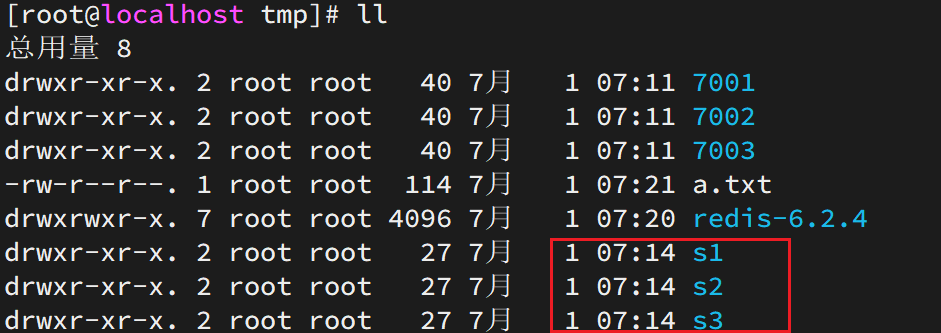 [root@localhost tmp]# ll
总用量 8
drwxr-xr-x. 2 root root   40 7月   1 07:11 7001
drwxr-xr-x. 2 root root   40 7月   1 07:11 7002
drwxr-xr-x. 2 root root   40 7月   1 07:11 7003
-rw-r--r--. 1 root root  114 7月   1 07:21 a.txt
drwxrwxr-x. 7 root root 4096 7月   1 07:20 redis-6.2.4
drwxr-xr-x. 2 root root   27 7月   1 07:14 s1
drwxr-xr-x. 2 root root   27 7月   1 07:14 s2
drwxr-xr-x. 2 root root   27 7月   1 07:14 s3